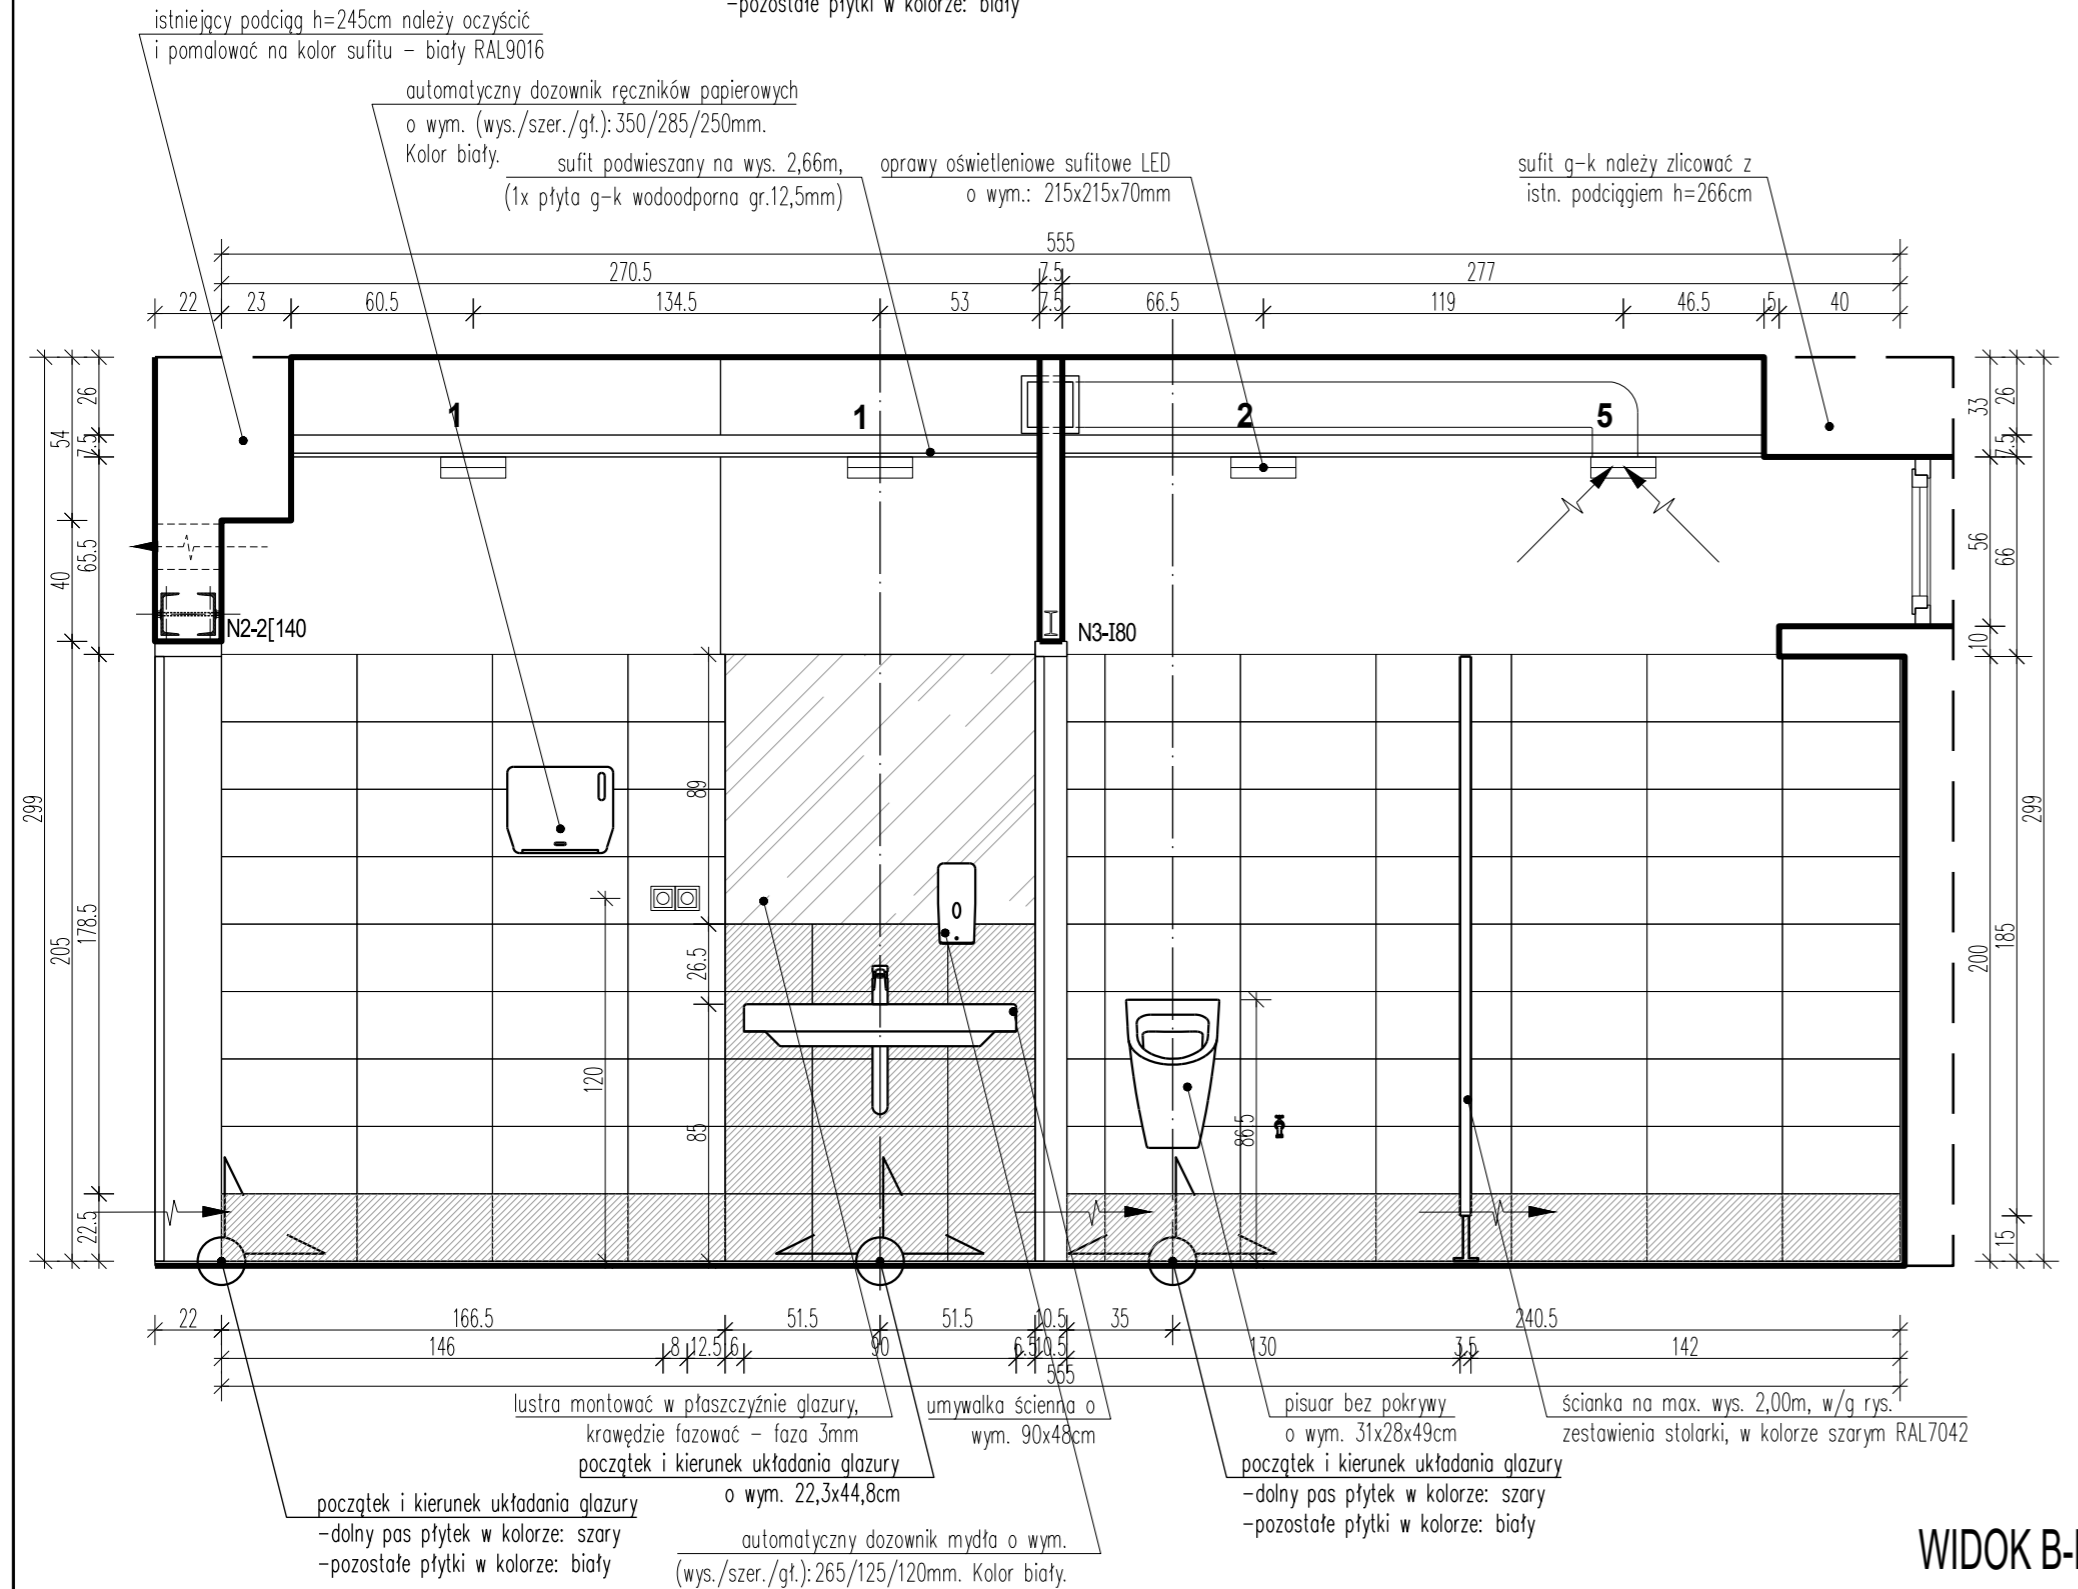 -pozostałe płytki w kolorze: biały
istniejący podciąg h=245cm należy oczyścić
i pomalować na kolor sufitu - biały RAL9016
automatyczny dozownik ręczników papierowych
o wym. (wys./szer./gł.):350/285/250mm.
Kolor biały.
sufit podwieszany na wys. 2,66m,
(1x płyta g-k wodoodporna gr.12,5mm)
oprawy oświetleniowe sufitowe LED
o wym.: 215x215x70mm
sufit g-k należy zlicować z
istn. podciągiem h=266cm
555
270.5 7.5 277
22 23 60.5 134.5 53 7.5 66.5 119 46.5 5 40
1 1 2 5
299
54 40 205
26 7.5 65.5 178.5 22.5
N2-2[140
N3-I80
89
26.5
85
120
86.5
33 56 10 200
26 7.5 66 185 15
299
22 166.5 51.5 51.5 10.5 35 240.5
146 8 12.5 6 90 6.5 10.5 130 3.5 142
555
lustra montować w płaszczyźnie glazury,
krawędzie fazować - faza 3mm
umywalka ścienna o
wym. 90x48cm
pisuar bez pokrywy
o wym. 31x28x49cm
ścianka na max. wys. 2,00m, w/g rys.
zestawienia stolarki, w kolorze szarym RAL7042
początek i kierunek układania glazury
o wym. 22,3x44,8cm
początek i kierunek układania glazury
-dolny pas płytek w kolorze: szary
-pozostałe płytki w kolorze: biały
początek i kierunek układania glazury
-dolny pas płytek w kolorze: szary
-pozostałe płytki w kolorze: biały
automatyczny dozownik mydła o wym.
(wys./szer./gł.):265/125/120mm. Kolor biały.
WIDOK